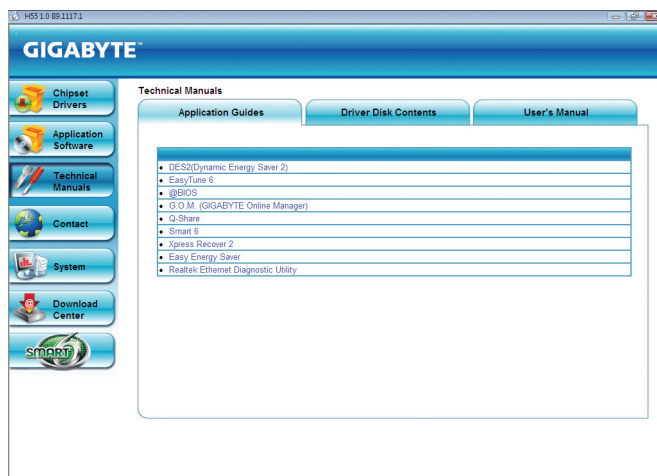 H55 1.0 B9.1117.1
GIGABYTE™
Chipset
Drivers
Application
Software
Technical
Manuals
Contact
System
Download
Center
SMART 6
Technical Manuals
Application Guides
Driver Disk Contents
User's Manual
DES2(Dynamic Energy Saver 2)
EasyTune 6
@BIOS
G.O.M. (GIGABYTE Online Manager)
Q-Share
Smart 6
Xpress Recover 2
Easy Energy Saver
Realtek Ethernet Diagnostic Utility